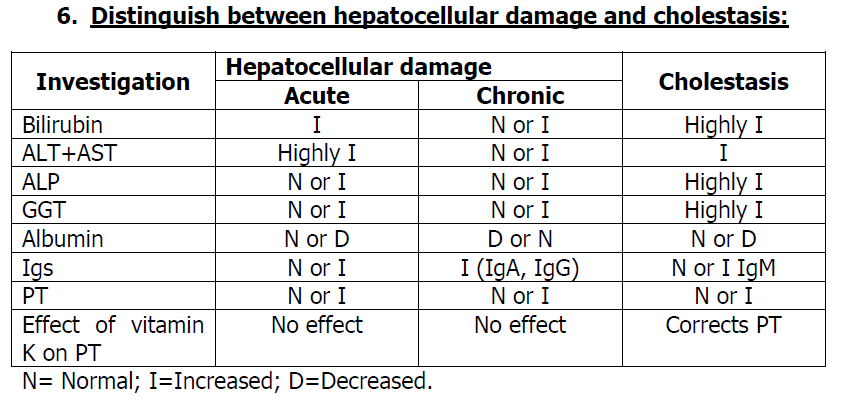 6. Distinguish between hepatocellular damage and cholestasis:
Investigation Hepatocellular damage Cholestasis
Acute Chronic
Bilirubin I N or I Highly I
ALT+AST Highly I N or I I
ALP N or I N or I Highly I
GGT N or I N or I Highly I
Albumin N or D D or N N or D
Igs N or I I (IgA, IgG) N or I IgM
PT N or I N or I N or I
Effect of vitamin No effect No effect Corrects PT
K on PT
N= Normal; I=Increased; D=Decreased.